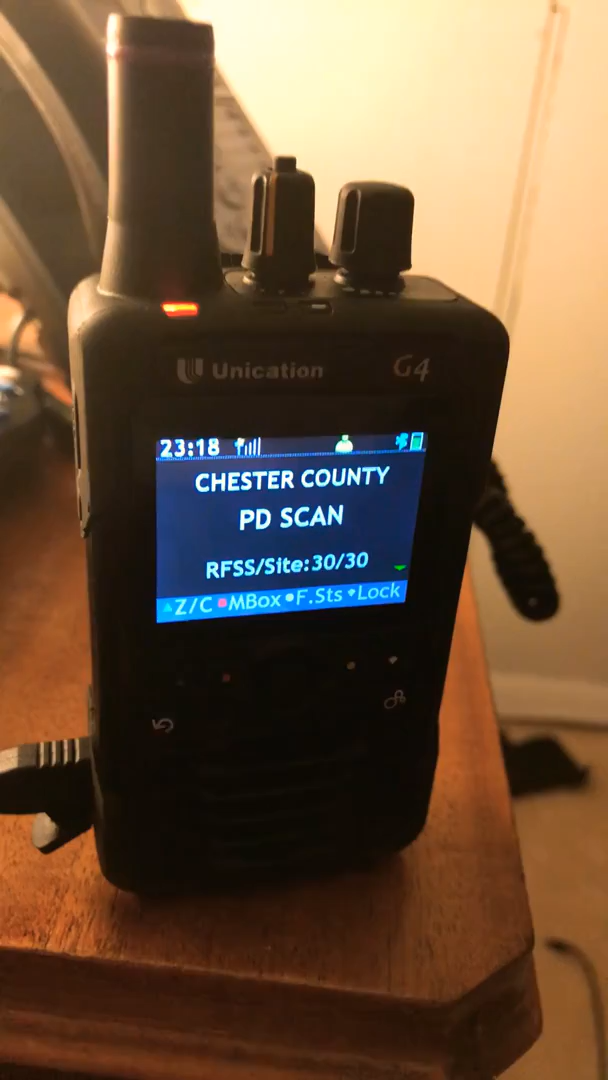 Unication G4
23:18
CHESTER COUNTY
PD SCAN
RFSS/Site:30/30
Z/C MBox F.Sts Lock